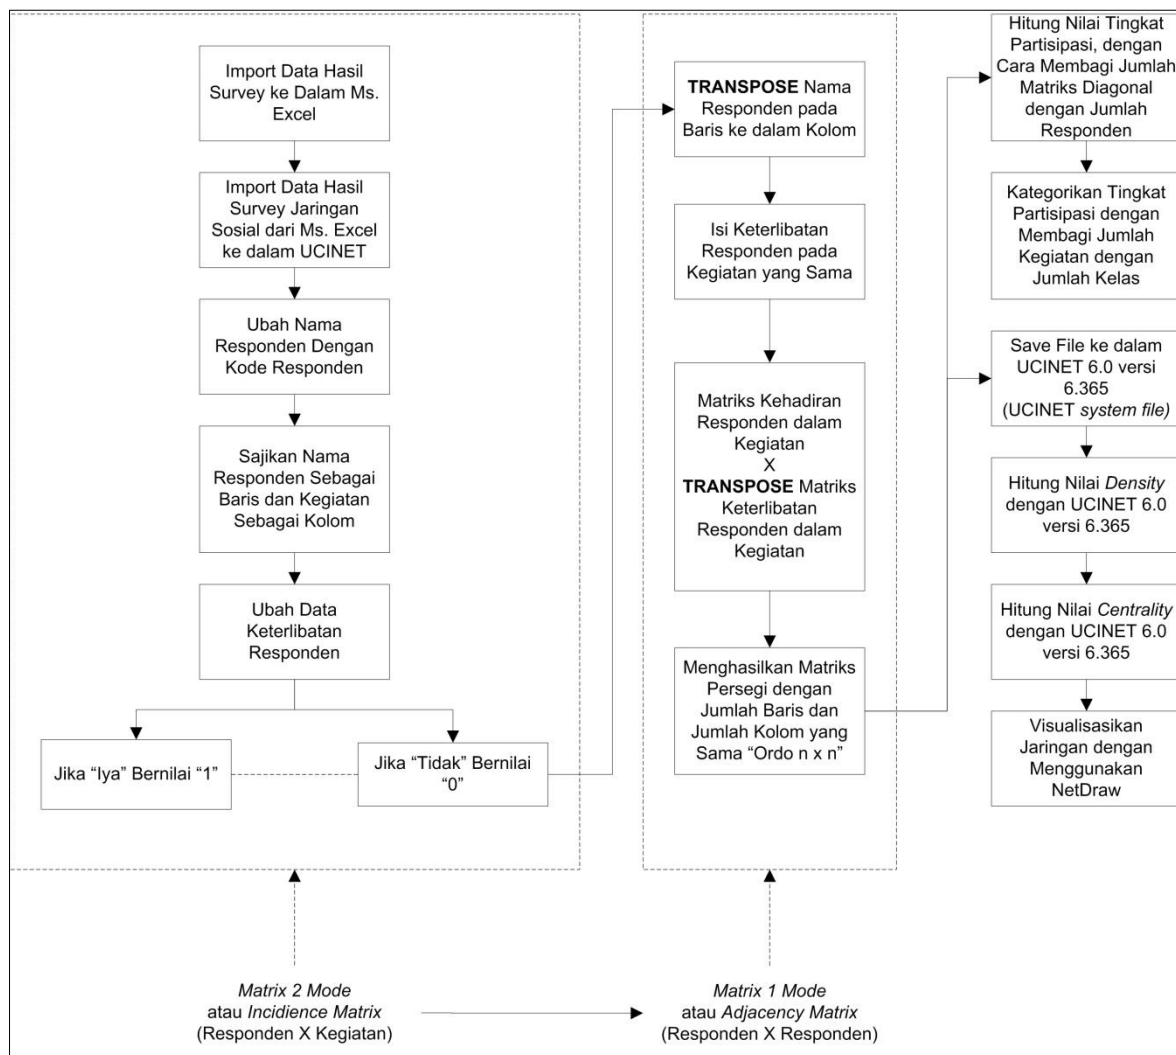 Import Data Hasil
Survey ke Dalam Ms.
Excel
Import Data Hasil
Survey Jaringan
Sosial dari Ms. Excel
ke dalam UCINET
Ubah Nama
Responden Dengan
Kode Responden
Sajikan Nama
Responden Sebagai
Baris dan Kegiatan
Sebagai Kolom
Ubah Data
Keterlibatan
Responden
Jika “Iya” Bernilai “1”
Jika “Tidak” Bernilai
“0”
Matrix 2 Mode
atau Incidience Matrix
(Responden X Kegiatan)
TRANSPOSE Nama
Responden pada
Baris ke dalam Kolom
Isi Keterlibatan
Responden pada
Kegiatan yang Sama
Matriks Kehadiran
Responden dalam
Kegiatan
X
TRANSPOSE Matriks
Keterlibatan
Responden dalam
Kegiatan
Menghasilkan Matriks
Persegi dengan
Jumlah Baris dan
Jumlah Kolom yang
Sama “Ordo n x n”
Matrix 1 Mode
atau Adjacency Matrix
(Responden X Responden)
Hitung Nilai Tingkat
Partisipasi, dengan
Cara Membagi Jumlah
Matriks Diagonal
dengan Jumlah
Responden
Kategorikan Tingkat
Partisipasi dengan
Membagi Jumlah
Kegiatan dengan
Jumlah Kelas
Save File ke dalam
UCINET 6.0 versi
6.365
(UCINET system file)
Hitung Nilai Density
dengan UCINET 6.0
versi 6.365
Hitung Nilai Centrality
dengan UCINET 6.0
versi 6.365
Visualisasikan
Jaringan dengan
Menggunakan
NetDraw